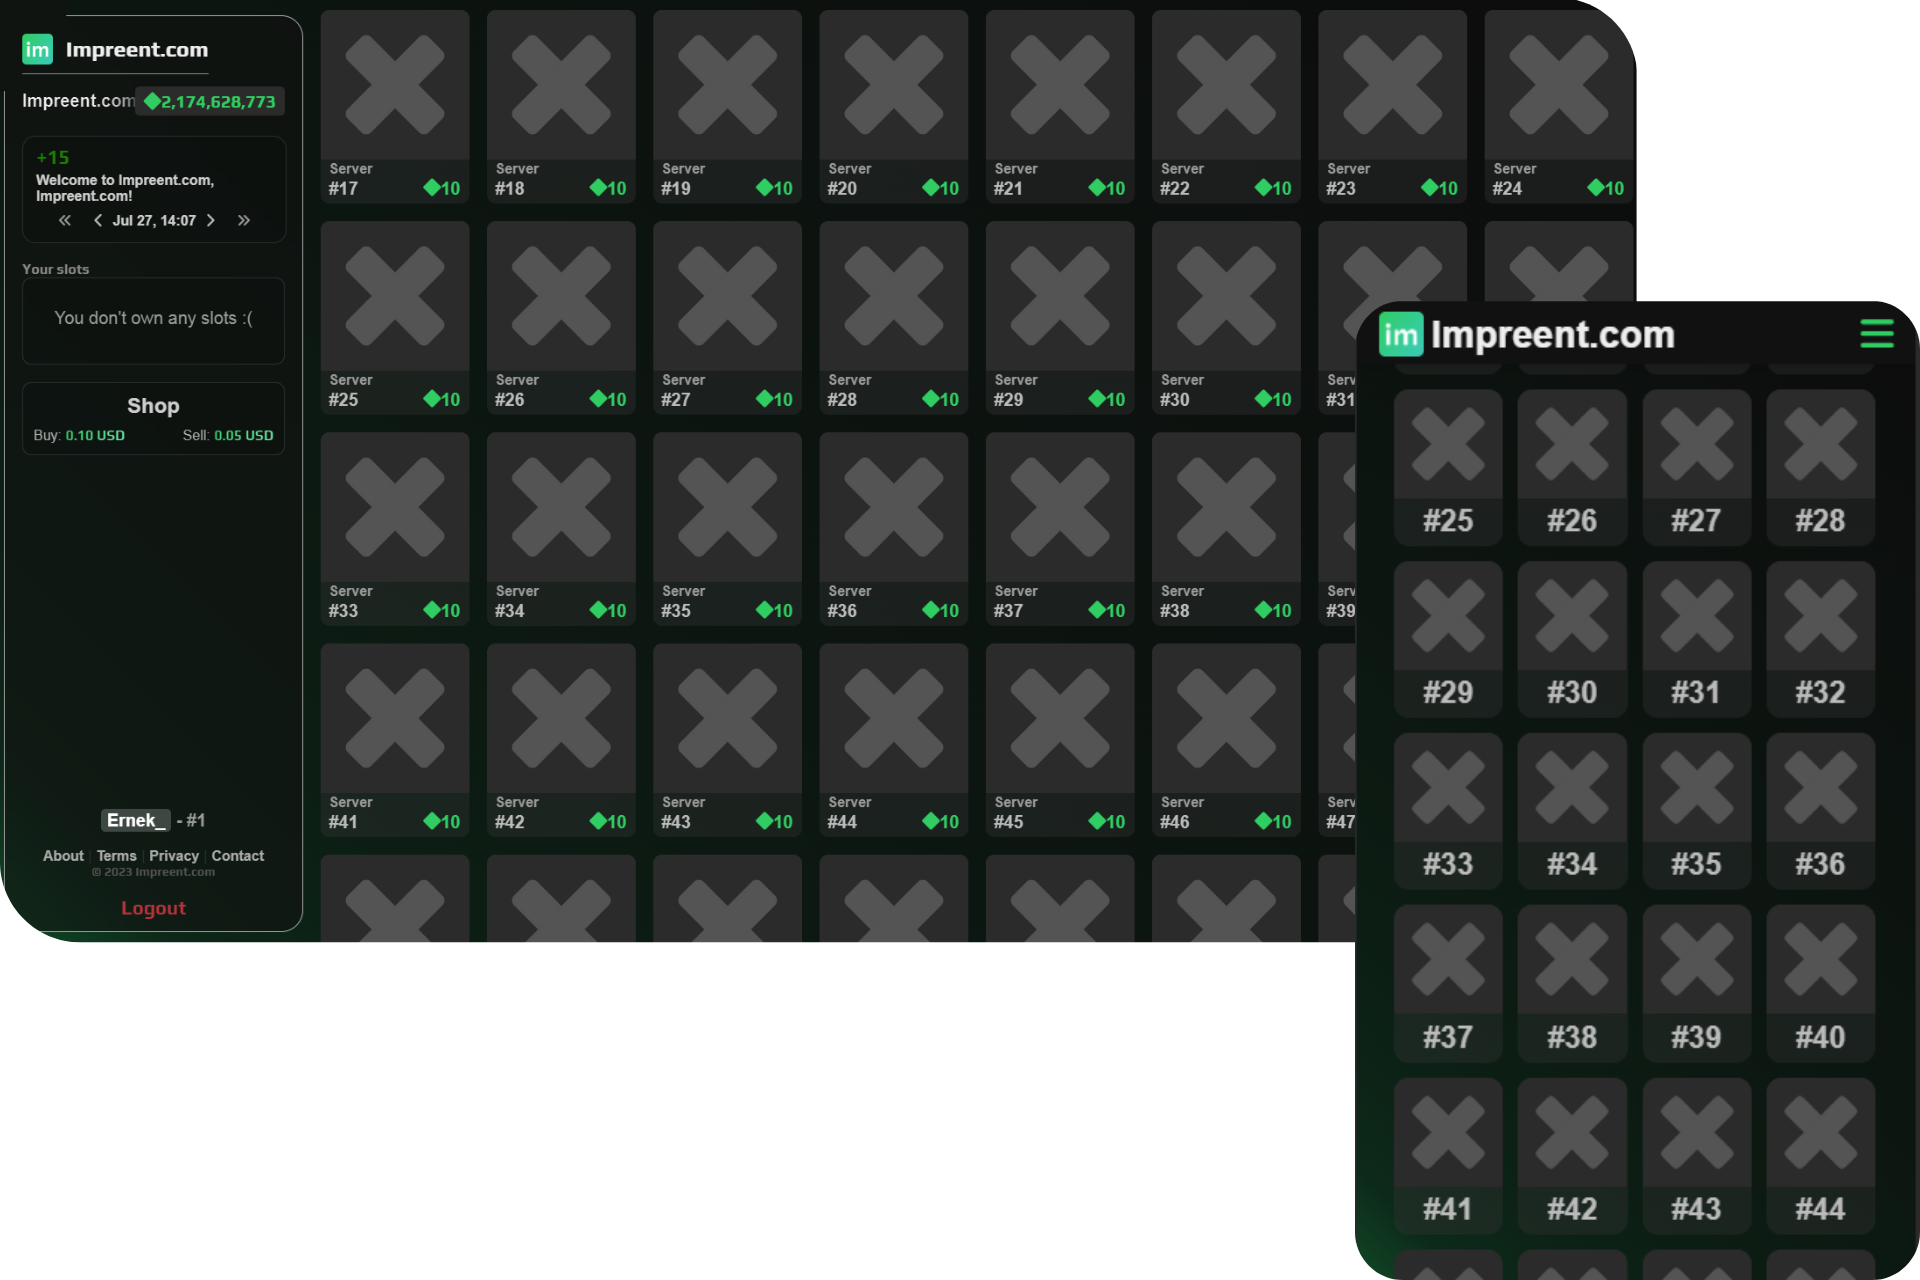 im Impreent.com
Impreent.com 2,174,628,773
+15
Welcome to Impreent.com,
Impreent.com!
« < Jul 27, 14:07 > »
Your slots
You don't own any slots :(
Shop
Buy: 0.10 USD Sell: 0.05 USD
Ernek_ - #1
About Terms Privacy Contact
© 2023 Impreent.com
Logout
Server Server Server Server Server Server Server Server
#17 10 #18 10 #19 10 #20 10 #21 10 #22 10 #23 10 #24 10
Server Server Server Server Server Server Serv
#25 10 #26 10 #27 10 #28 10 #29 10 #30 10 #31
Server Server Server Server Server Server Serv
#33 10 #34 10 #35 10 #36 10 #37 10 #38 10 #39
Server Server Server Server Server Server Serv
#41 10 #42 10 #43 10 #44 10 #45 10 #46 10 #47
im Impreent.com
#25 #26 #27 #28
#29 #30 #31 #32
#33 #34 #35 #36
#37 #38 #39 #40
#41 #42 #43 #44